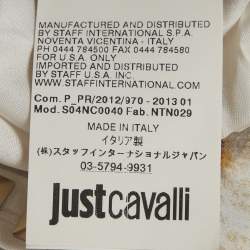 MANUFACTURED AND DISTRIBUTED
BY STAFF INTERNATIONAL S.P.A.
NOVENTA VICENTINA - ITALY
PH 0444 784500 FAX 0444 784580
FOR U.S.A. ONLY
IMPORTED AND DISTRIBUTED
BY STAFF U.S.A. INC.
WWW.STAFFINTERNATIONAL.COM
Com. P_PR/2012/970 - 2013 01
Mod. S04NC0040 Fab. NTN029
MADE IN ITALY
イタリア製
(株)スタッフインターナショナルジャパン
03-5794-9931
justcavalli